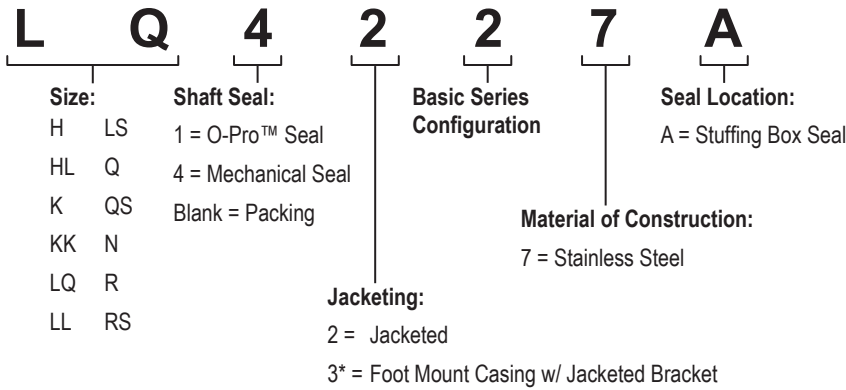 L Q 4 2 2 7 A
Size:
H LS
HL Q
K QS
KK N
LQ R
LL RS
Shaft Seal:
1 = O-Pro™ Seal
4 = Mechanical Seal
Blank = Packing
Jacketing:
2 = Jacketed
3* = Foot Mount Casing w/ Jacketed Bracket
Basic Series
Configuration
Material of Construction:
7 = Stainless Steel
Seal Location:
A = Stuffing Box Seal